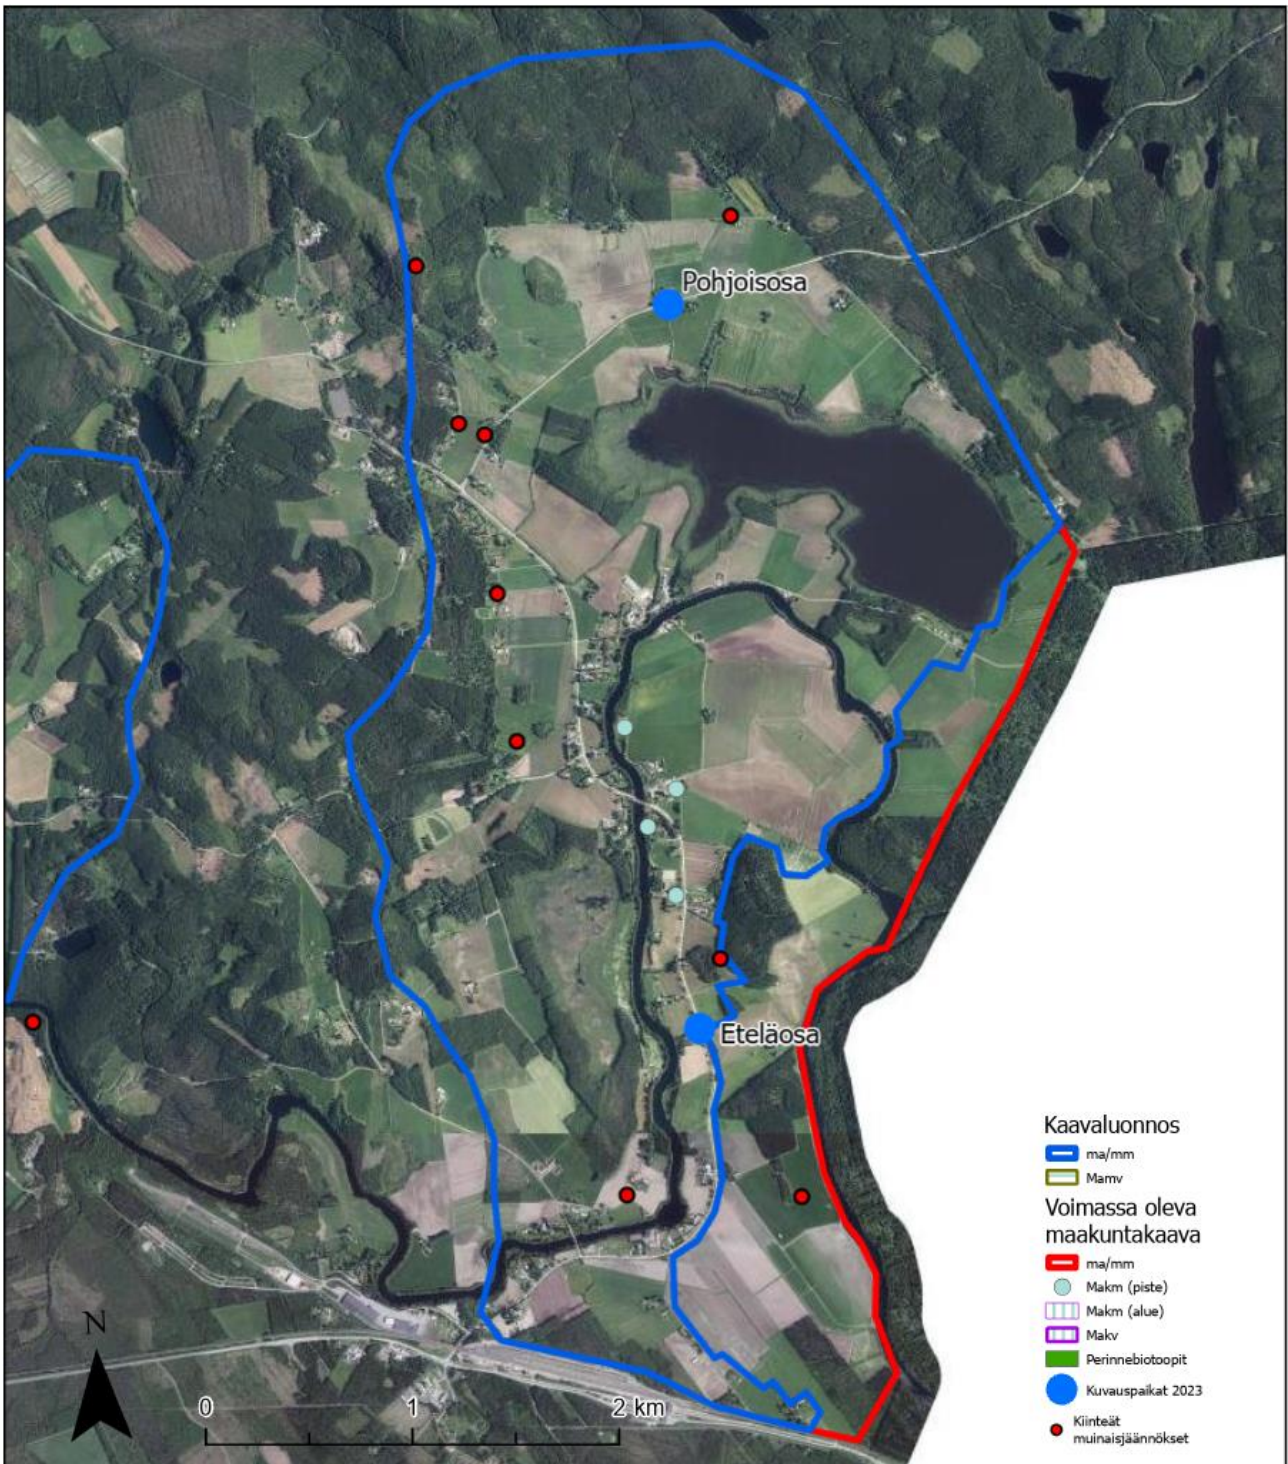 Pohjoisosa
Eteläosa
Kaavaluonnos
ma/mm
Mamv
Voimassa oleva
maakuntakaava
ma/mm
Makm (piste)
Makm (alue)
Makv
Perinnebiotoopit
Kuvauspaikat 2023
Kiinteät
muinaisjäännökset
N
0 1 2 km